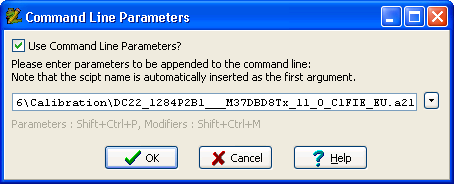 Command Line Parameters
Use Command Line Parameters?
Please enter parameters to be appended to the command line:
Note that the scipt name is automatically inserted as the first argument.
6\Calibration\DC22_1284P2B1___M37DBD8Tx_11_0_C1FIE_EU.a21
Parameters : Shift+Ctrl+P, Modifiers : Shift+Ctrl+M
OK
Cancel
Help